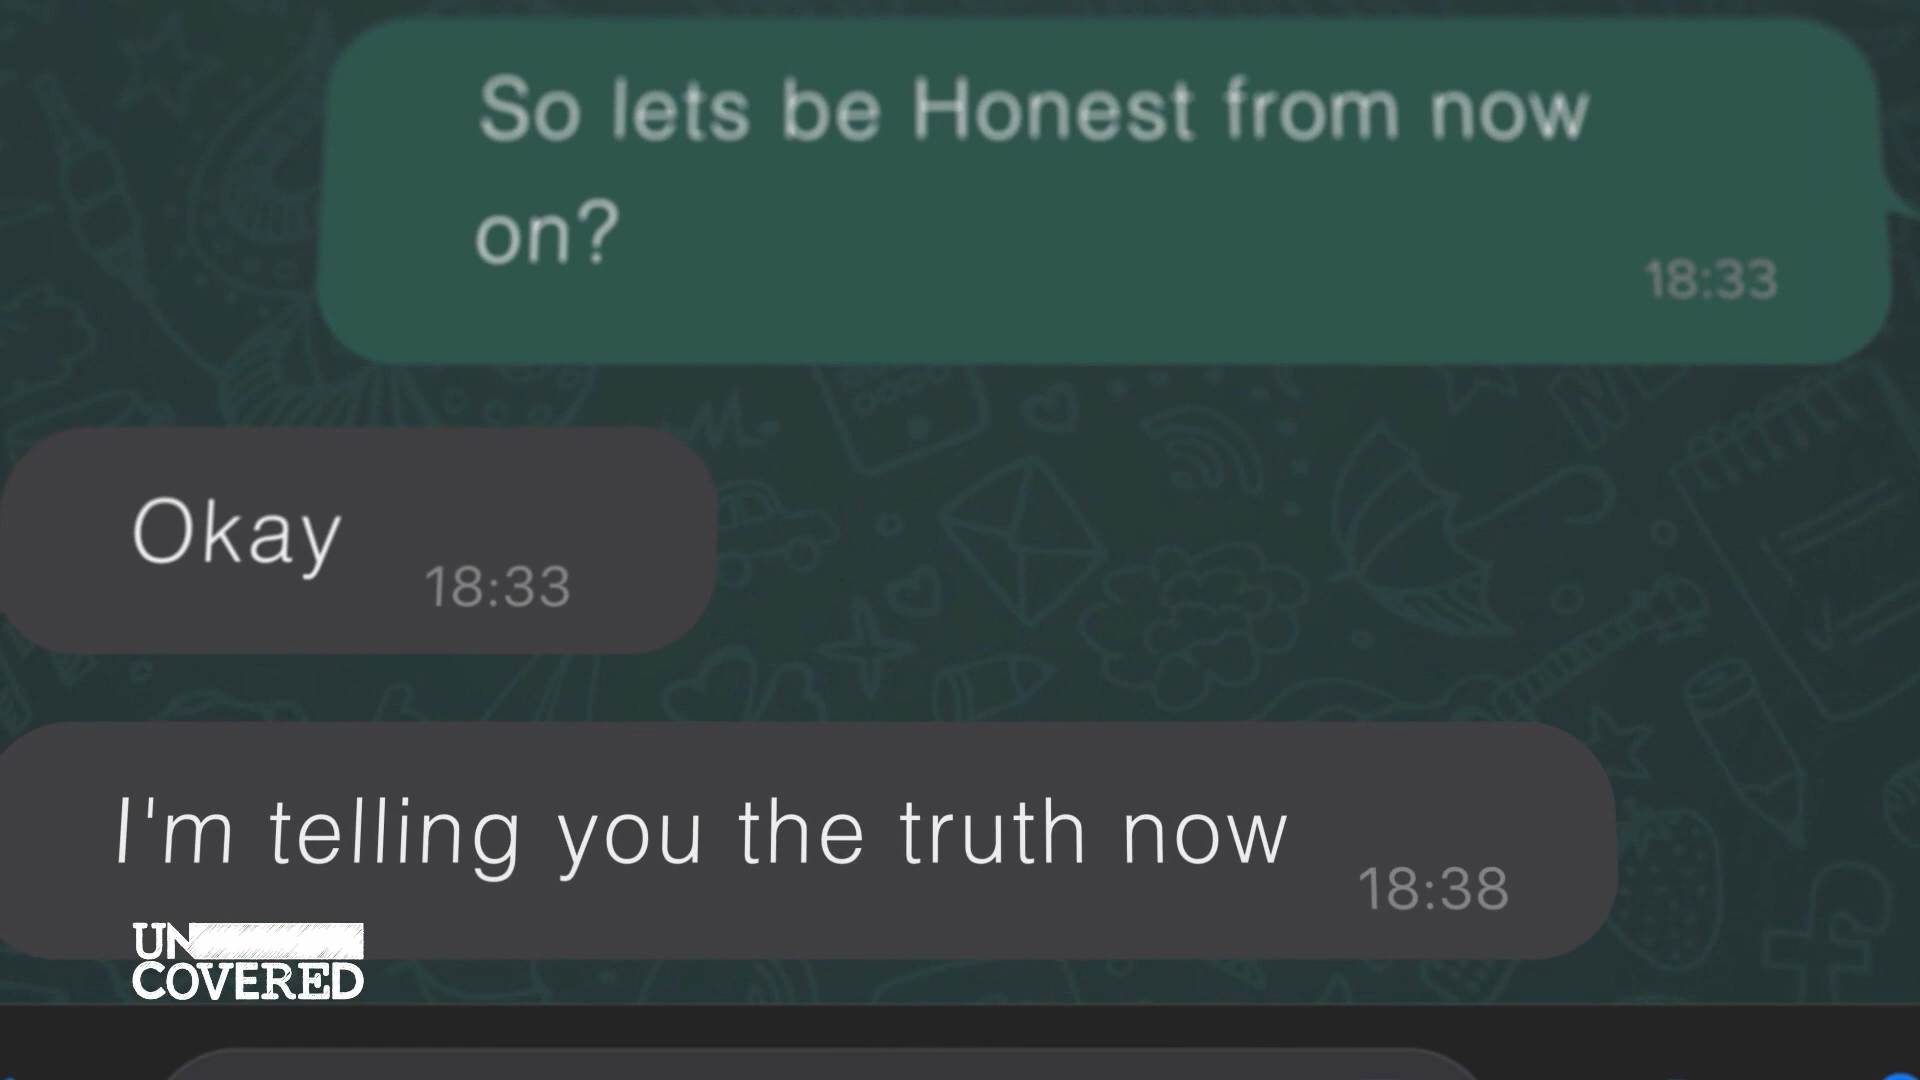 So lets be Honest from now
on?
18:33
Okay
18:33
I'm telling you the truth now
18:38
UN
COVERED